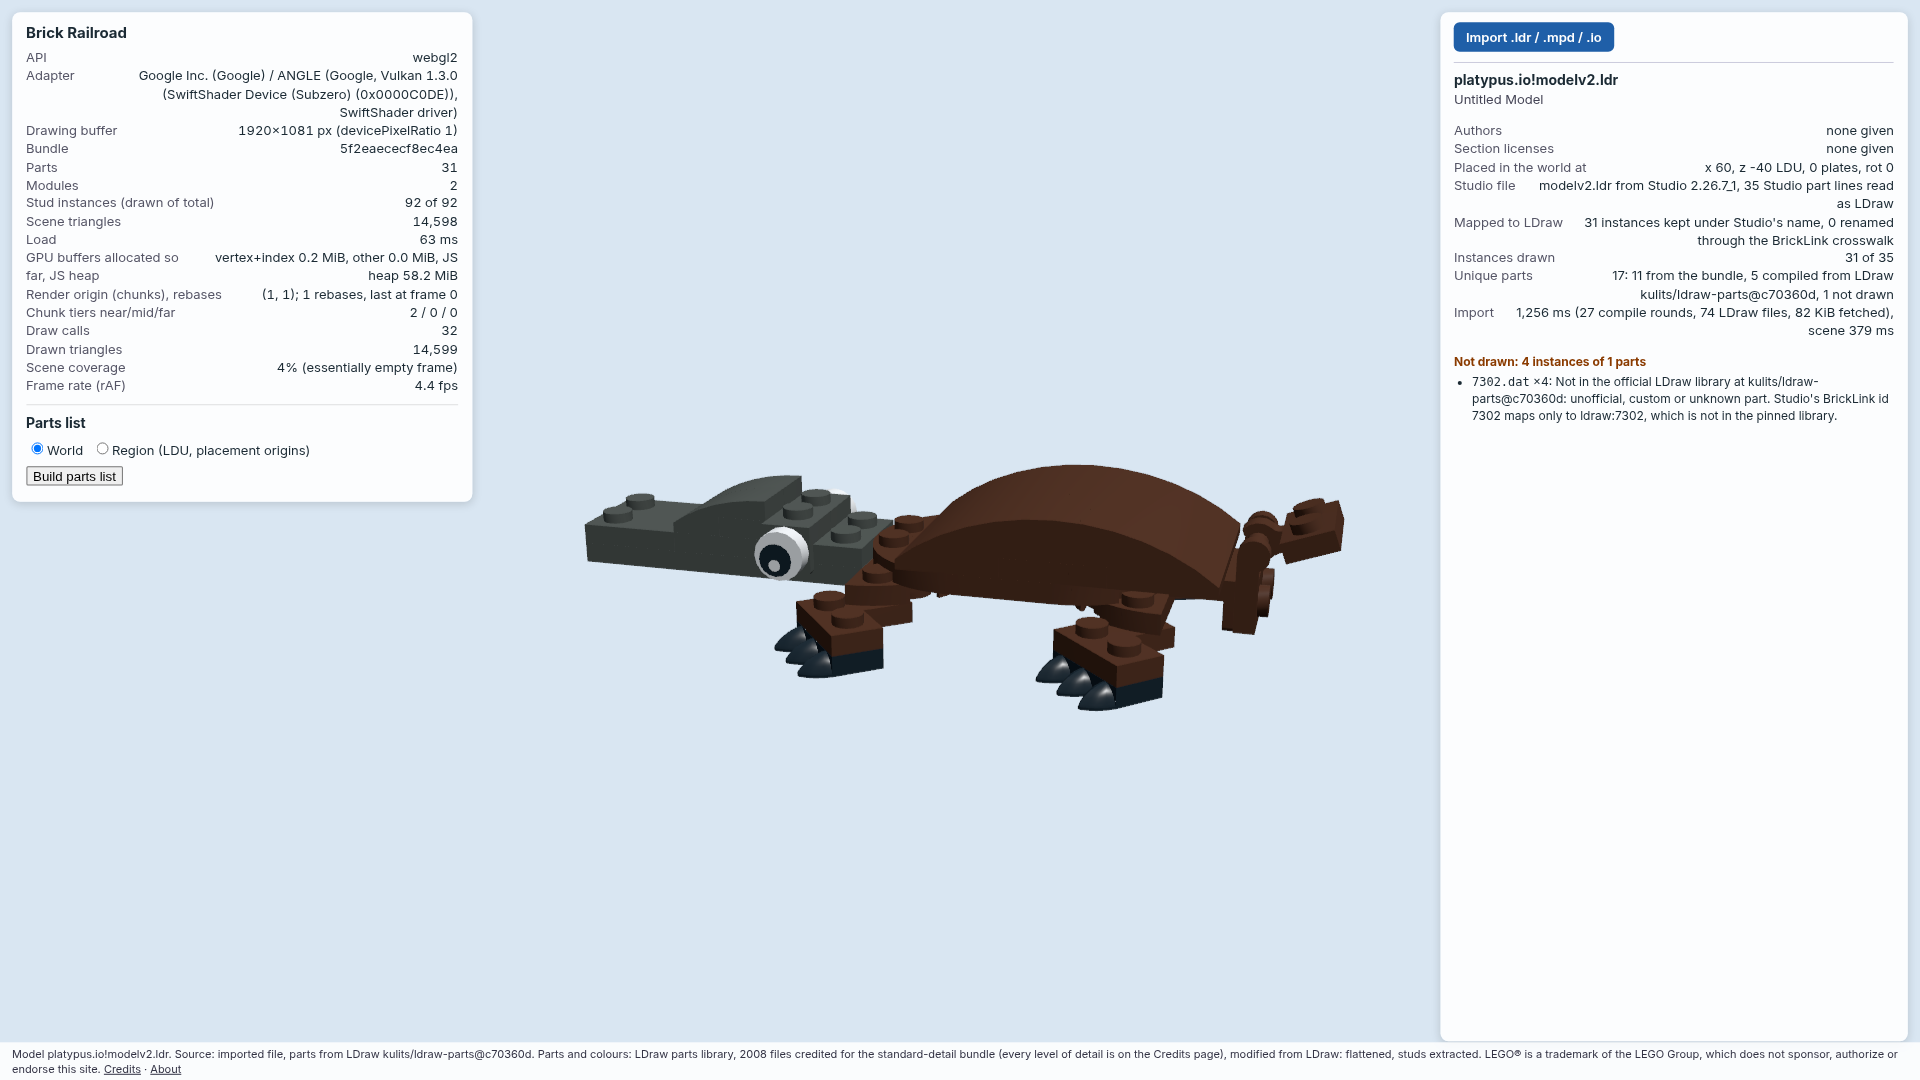 Brick Railroad
API webgl2
Adapter Google Inc. (Google) / ANGLE (Google, Vulkan 1.3.0
(SwiftShader Device (Subzero) (0x0000C0DE)),
SwiftShader driver)
Drawing buffer 1920×1081 px (devicePixelRatio 1)
Bundle 5f2eaececf8ec4ea
Parts 31
Modules 2
Stud instances (drawn of total) 92 of 92
Scene triangles 14,598
Load 63 ms
GPU buffers allocated so vertex+index 0.2 MiB, other 0.0 MiB, JS
far, JS heap heap 58.2 MiB
Render origin (chunks), rebases (1, 1); 1 rebases, last at frame 0
Chunk tiers near/mid/far 2 / 0 / 0
Draw calls 32
Drawn triangles 14,599
Scene coverage 4% (essentially empty frame)
Frame rate (rAF) 4.4 fps
Parts list
World Region (LDU, placement origins)
Build parts list
Import .ldr / .mpd / .io
platypus.io!modelv2.ldr
Untitled Model
Authors none given
Section licenses none given
Placed in the world at x 60, z -40 LDU, 0 plates, rot 0
Studio file modelv2.ldr from Studio 2.26.7_1, 35 Studio part lines read
as LDraw
Mapped to LDraw 31 instances kept under Studio's name, 0 renamed
through the BrickLink crosswalk
Instances drawn 31 of 35
Unique parts 17: 11 from the bundle, 5 compiled from LDraw
kulits/ldraw-parts@c70360d, 1 not drawn
Import 1,256 ms (27 compile rounds, 74 LDraw files, 82 KiB fetched),
scene 379 ms
Not drawn: 4 instances of 1 parts
• 7302.dat ×4: Not in the official LDraw library at kulits/ldraw-
parts@c70360d: unofficial, custom or unknown part. Studio's BrickLink id
7302 maps only to ldraw:7302, which is not in the pinned library.
Model platypus.io!modelv2.ldr. Source: imported file, parts from LDraw kulits/ldraw-parts@c70360d. Parts and colours: LDraw parts library, 2008 files credited for the standard-detail bundle (every level of detail is on the Credits page), modified from LDraw: flattened, studs extracted. LEGO® is a trademark of the LEGO Group, which does not sponsor, authorize or
endorse this site. Credits · About